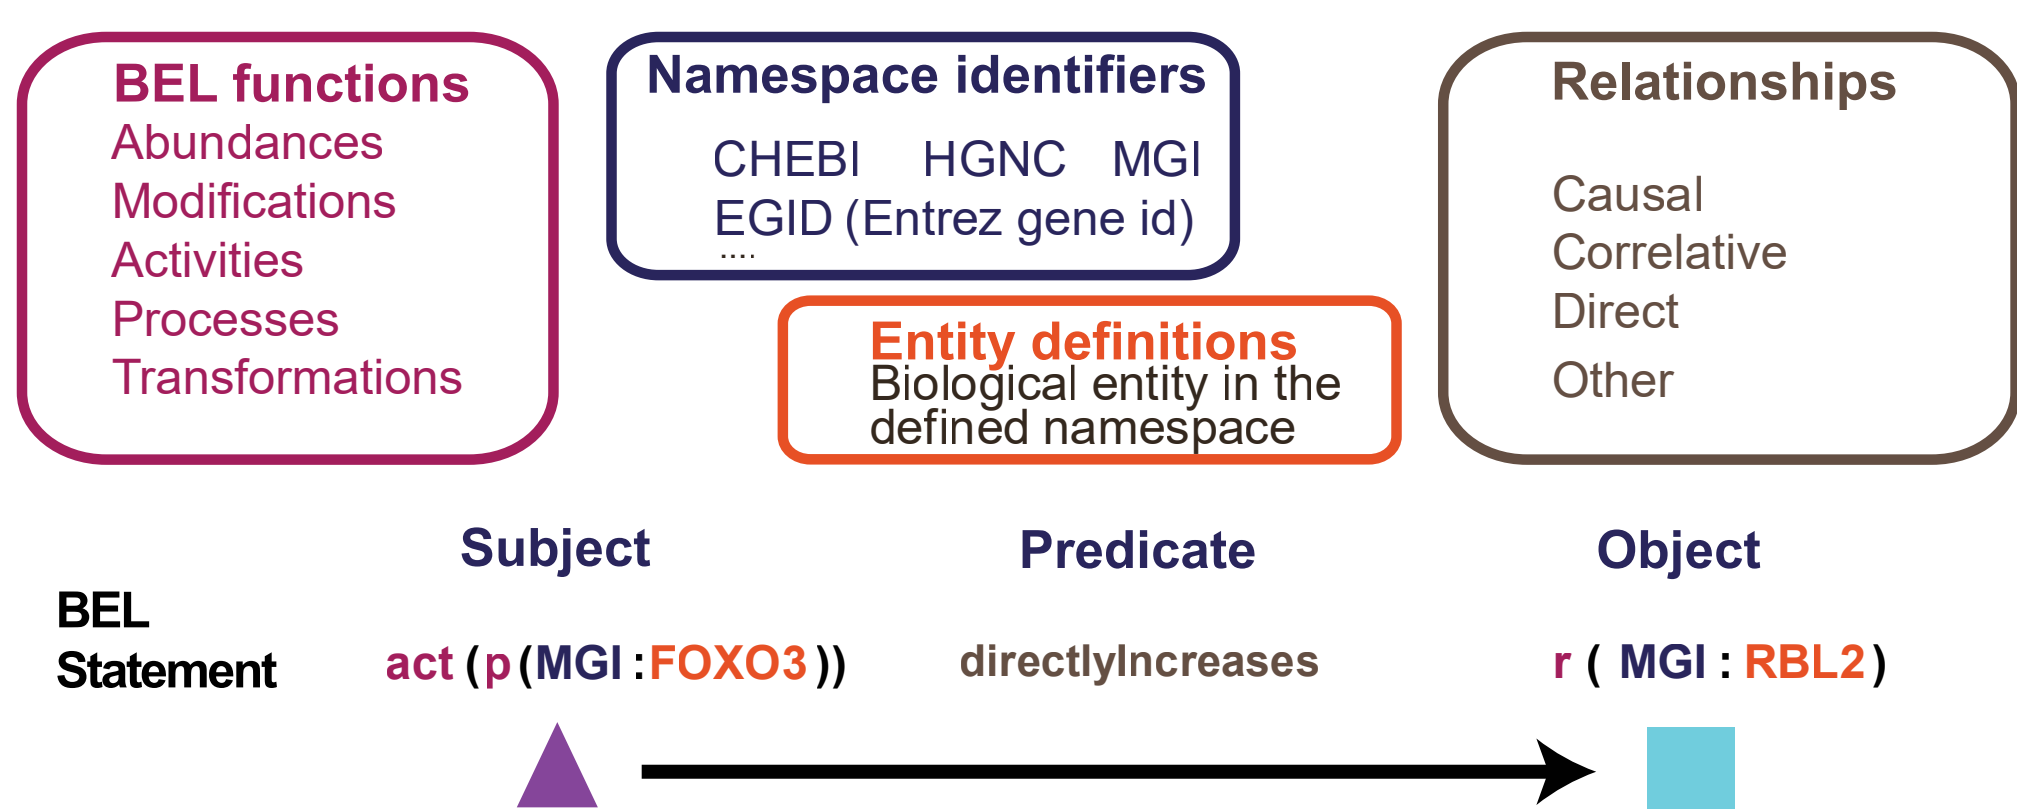 BEL functions
Abundances
Modifications
Activities
Processes
Transformations
Namespace identifiers
CHEBI HGNC MGI
EGID (Entrez gene id)
....
Entity definitions
Biological entity in the
defined namespace
Relationships
Causal
Correlative
Direct
Other
Subject Predicate Object
BEL
Statement
act (p (MGI :FOXO3 )) directlyIncreases r ( MGI : RBL2 )